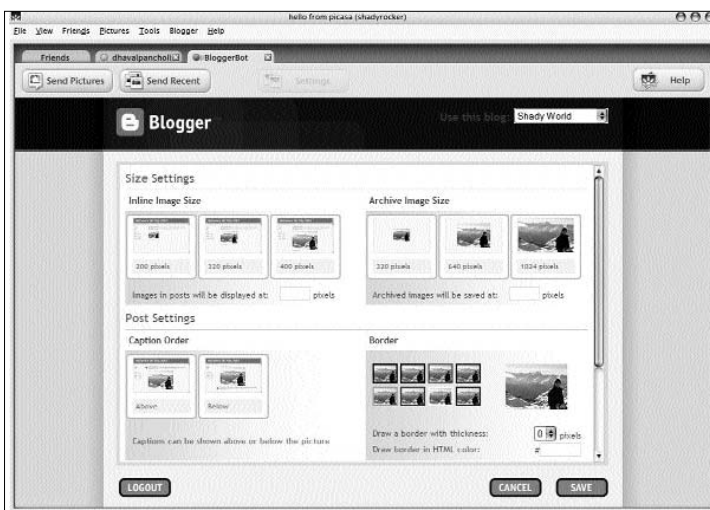 hello from picasa (shadyrocker)
File View Friends Pictures Tools Blogger Help
Friends dhavalpancholi BloggerBot
Send Pictures Send Recent Settings Help
Blogger Use this blog: Shady World
Size Settings
Inline Image Size Archive Image Size
200 pixels 320 pixels 400 pixels 320 pixels 640 pixels 1024 pixels
Images in posts will be displayed at: pixels Archived images will be saved at: pixels
Post Settings
Caption Order Border
Above Below
Captions can be shown above or below the picture
Draw a border with thickness: 0 pixels
Draw border in HTML color: #
LOGOUT CANCEL SAVE